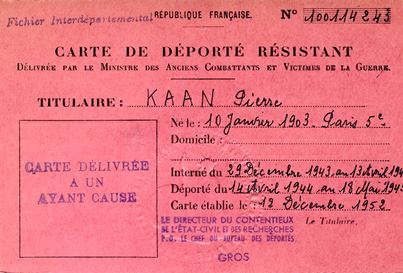 Fichier Interdépartemental
RÉPUBLIQUE FRANÇAISE.
Nº 100114243
CARTE DE DÉPORTÉ RÉSISTANT
DÉLIVRÉE PAR LE MINISTRE DES ANCIENS COMBATTANTS ET VICTIMES DE LA GUERRE.
TITULAIRE : KAAN Pierre
Né le : 10 Janvier 1903. Paris 5e
Domicile :
CARTE DÉLIVRÉE
A UN
AYANT CAUSE
Interné du 29 Décembre 1943 au 13 Avril 194
Déporté du 14 Avril 1944 au 18 Mai 1945
Carte établie le : 12 Décembre 1952
LE DIRECTEUR DU CONTENTIEUX
DE L'ÉTAT-CIVIL ET DES RECHERCHES
P.O. LE CHEF DU BUREAU DES DÉPORTÉS
Le Titulaire,
GROS